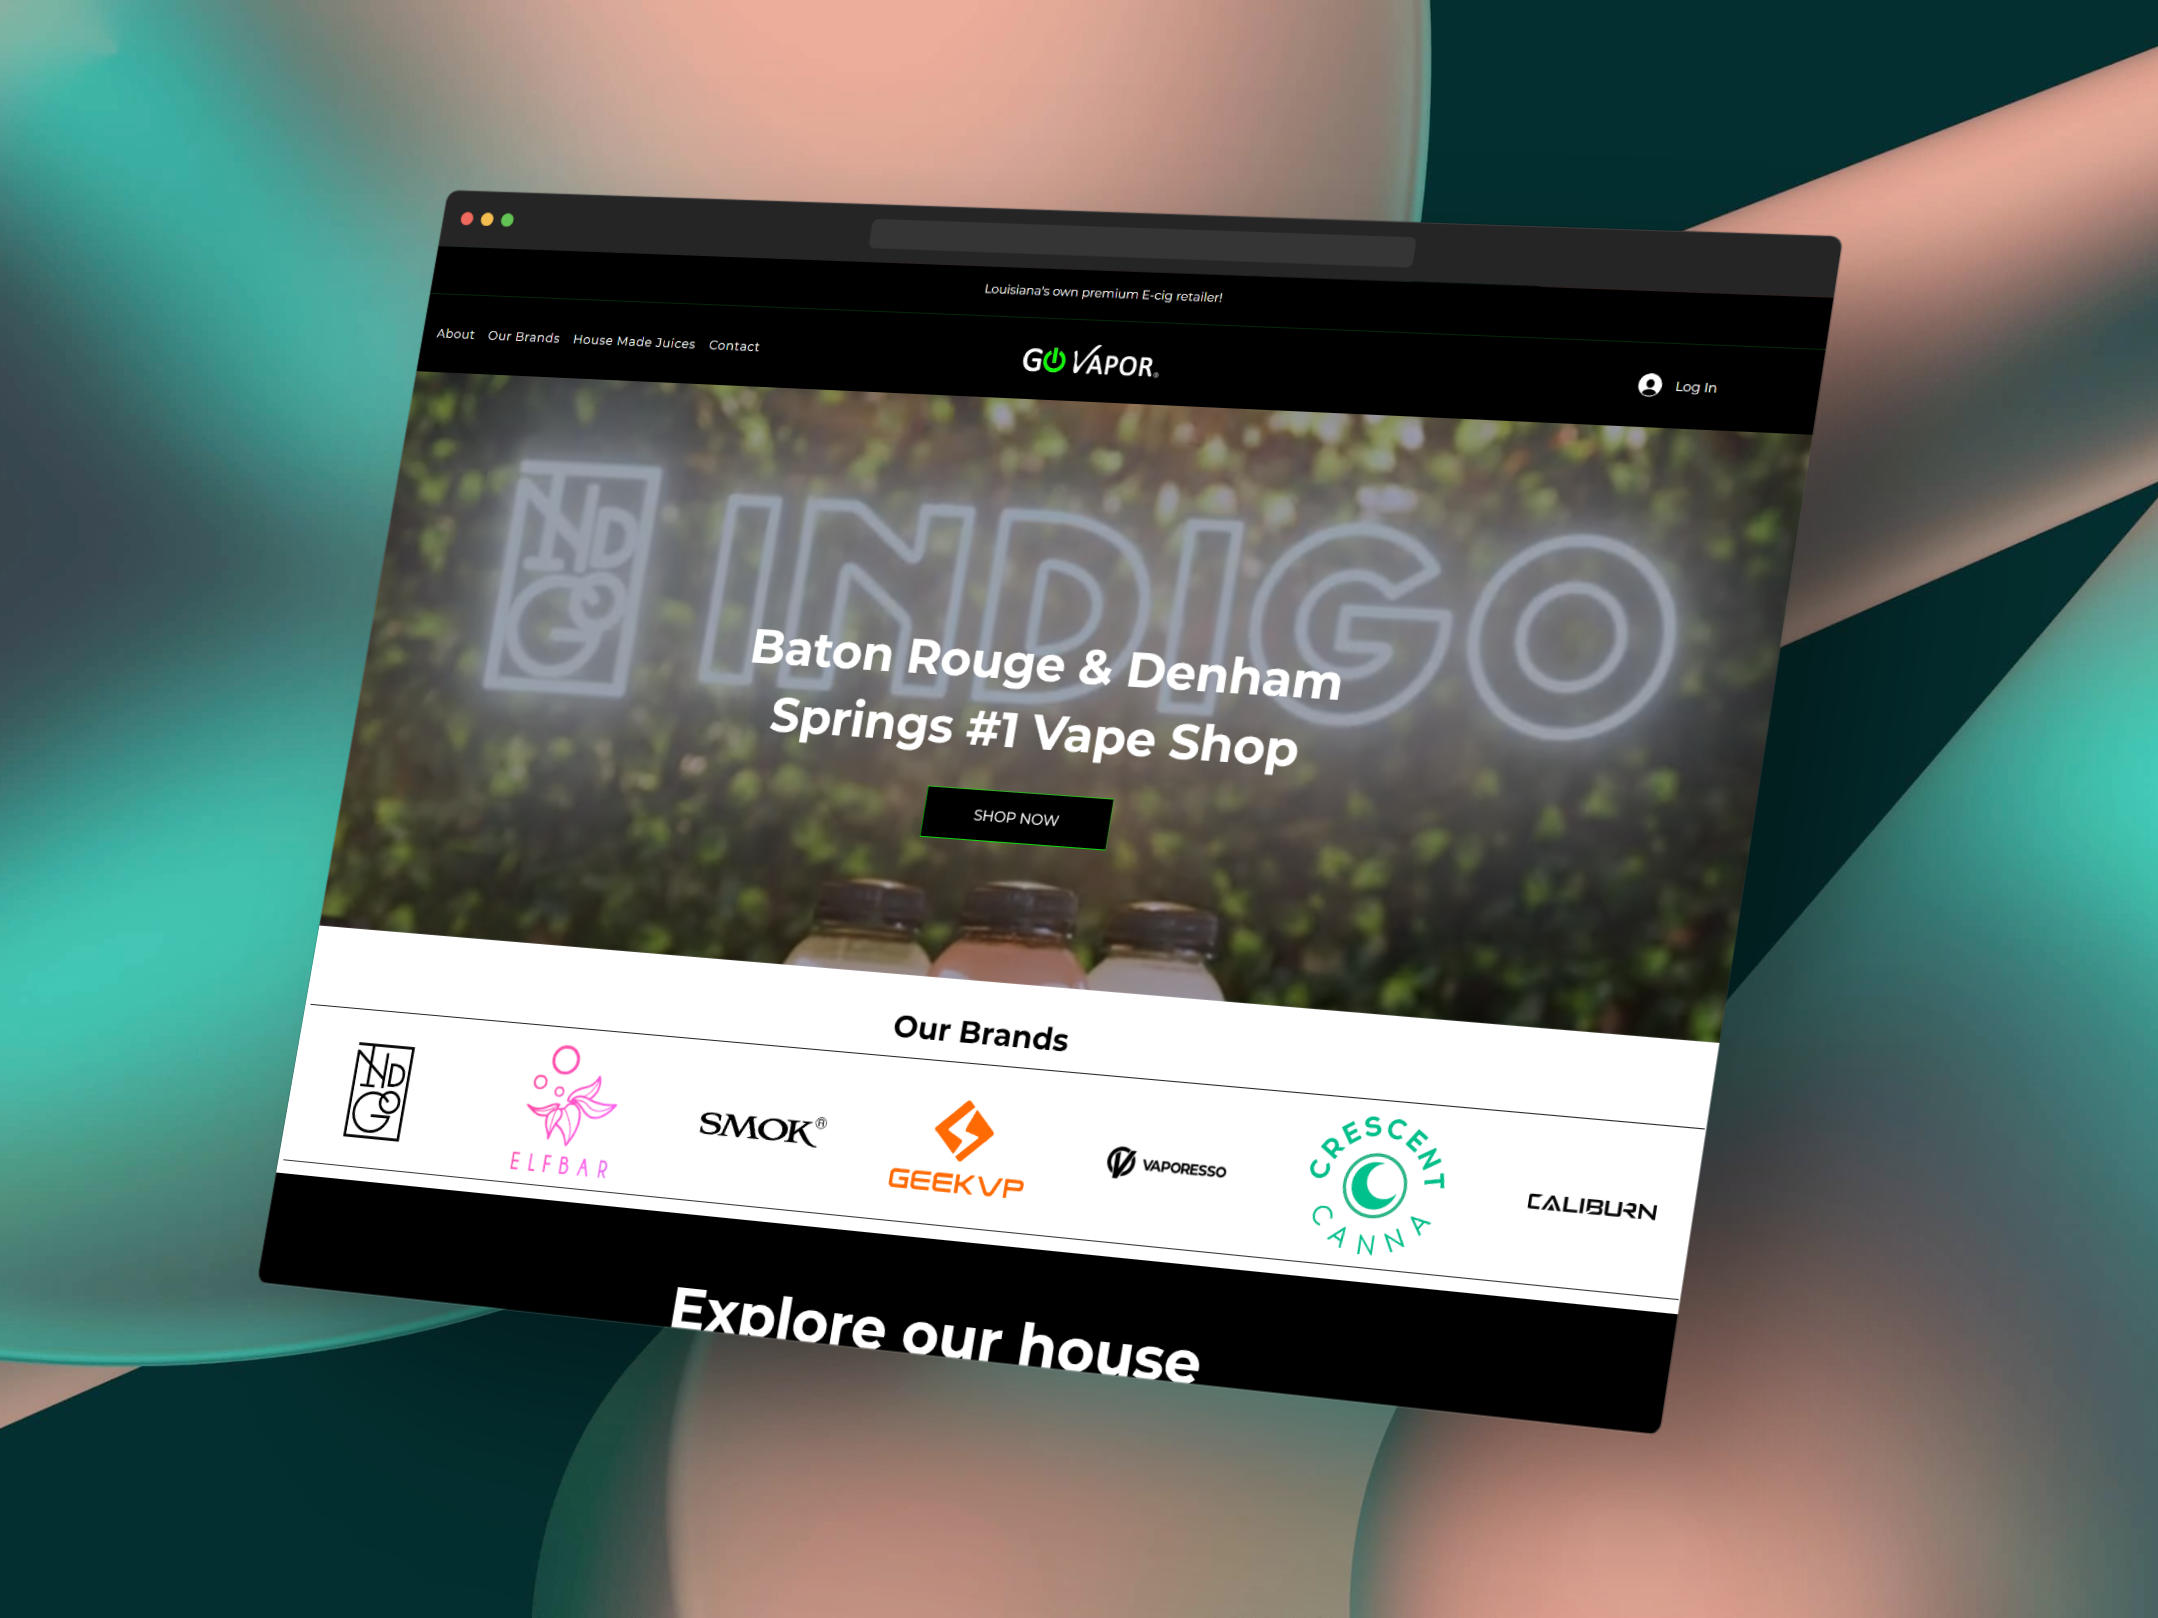 Louisiana's own premium E-cig retailer!
About Our Brands House Made Juices Contact
GO VAPOR®
Log In
INDIGO INDIGO
Baton Rouge & Denham
Springs #1 Vape Shop
SHOP NOW
Our Brands
INDIGO
ELFBAR
SMOK®
GEEKVP
VAPORESSO
CRESCENT
CANNA
CALIBURN
Explore our house